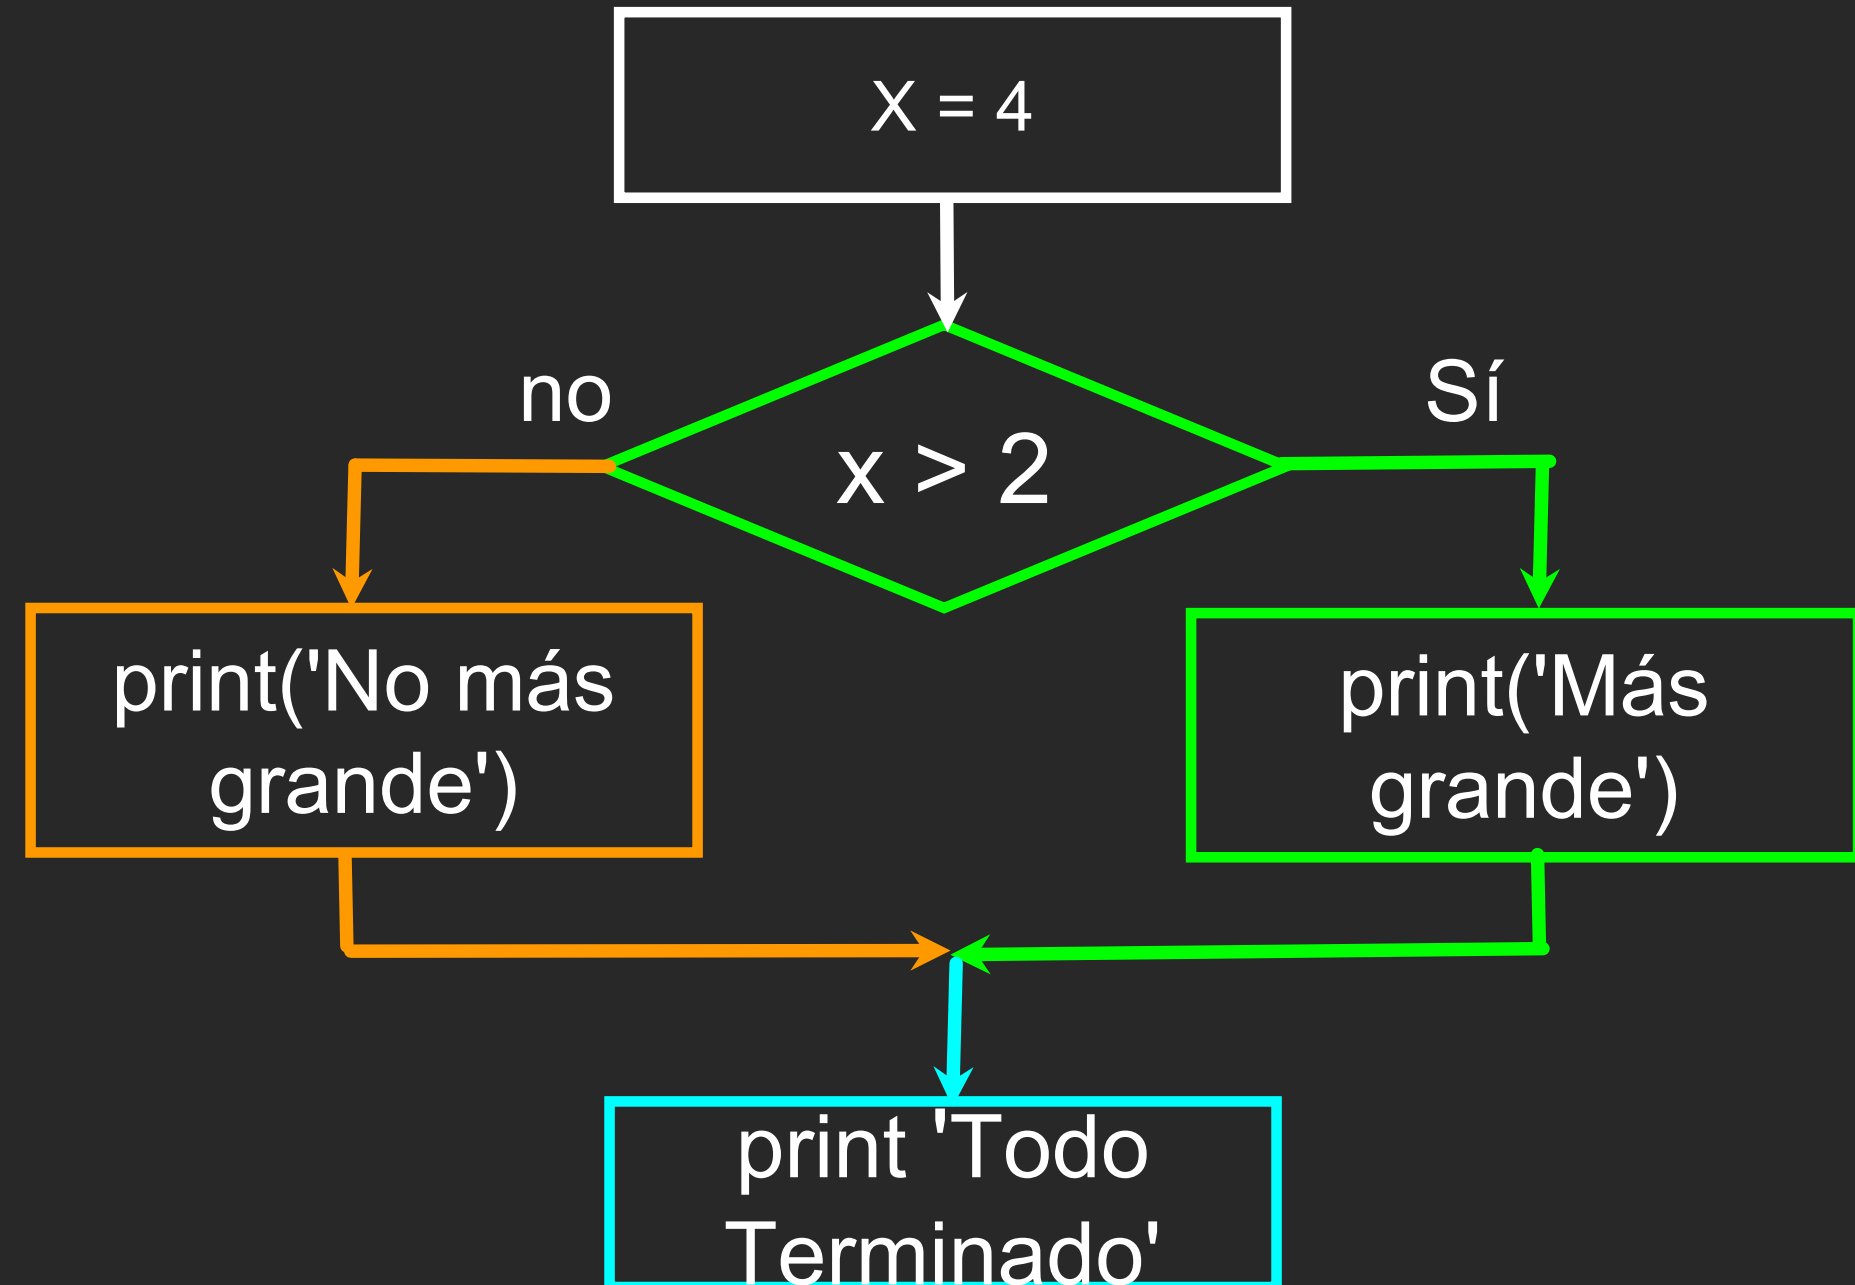 X = 4
no
Sí
x > 2
print('No más
grande')
print('Más
grande')
print 'Todo
Terminado'